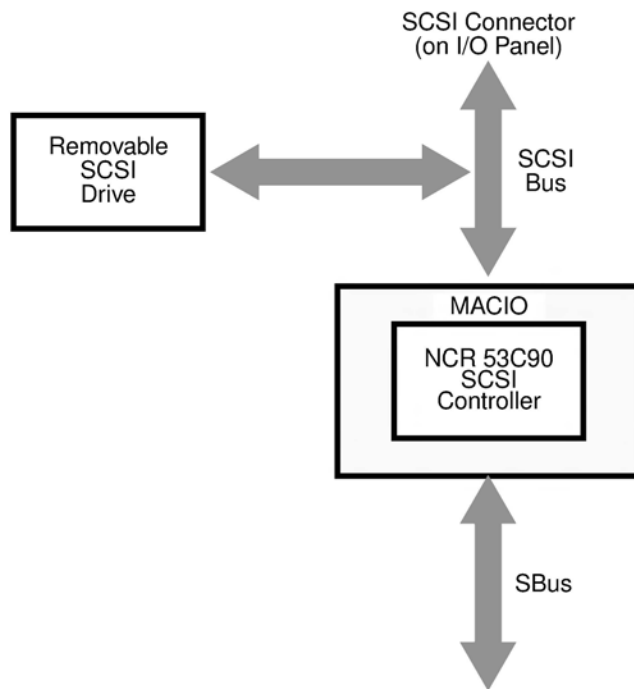 SCSI Connector
(on I/O Panel)
Removable
SCSI
Drive
SCSI
Bus
MACIO
NCR 53C90
SCSI
Controller
SBus